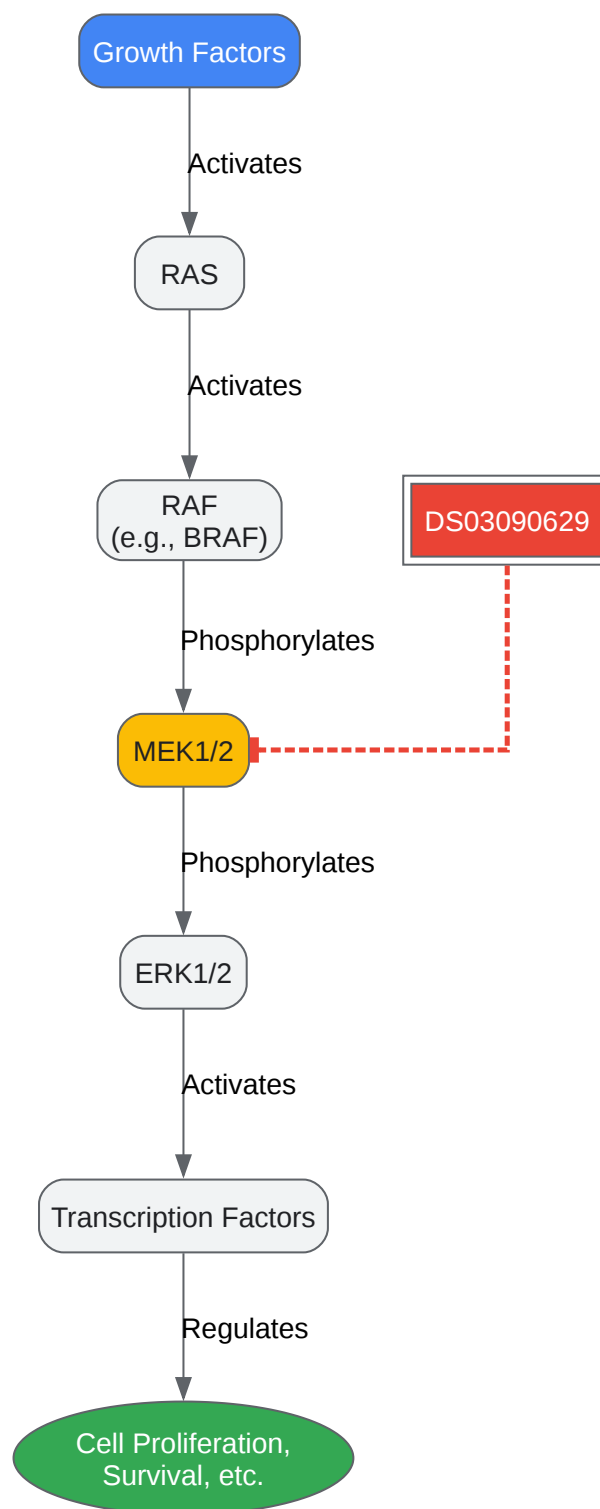 Growth Factors
Activates
RAS
Activates
RAF
(e.g., BRAF)
DS03090629
Phosphorylates
MEK1/2
Phosphorylates
ERK1/2
Activates
Transcription Factors
Regulates
Cell Proliferation,
Survival, etc.